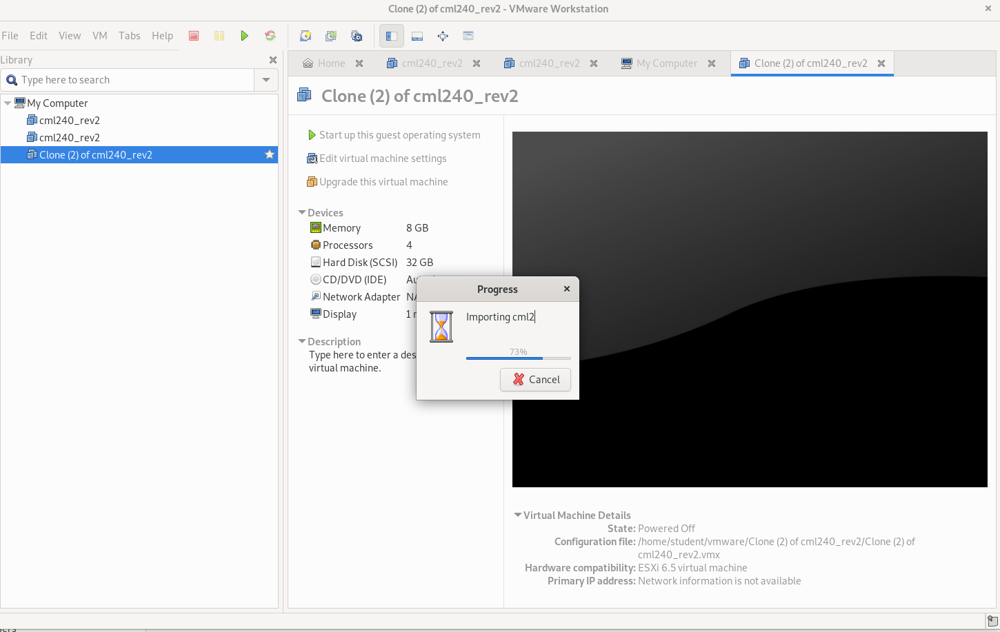 Clone (2) of cml240_rev2 - VMware Workstation
File Edit View VM Tabs Help
Library
Type here to search
My Computer
cml240_rev2
cml240_rev2
Clone (2) of cml240_rev2
Home cml240_rev2 cml240_rev2 My Computer Clone (2) of cml240_rev2
Clone (2) of cml240_rev2
Start up this guest operating system
Edit virtual machine settings
Upgrade this virtual machine
Devices
Memory 8 GB
Processors 4
Hard Disk (SCSI) 32 GB
CD/DVD (IDE)
Network Adapter
Display 1
Description
Type here to enter a
virtual machine.
Progress
Importing cml2
73%
Cancel
Virtual Machine Details
State: Powered Off
Configuration file: /home/student/vmware/Clone (2) of cml240_rev2/Clone (2) of
cml240_rev2.vmx
Hardware compatibility: ESXi 6.5 virtual machine
Primary IP address: Network information is not available